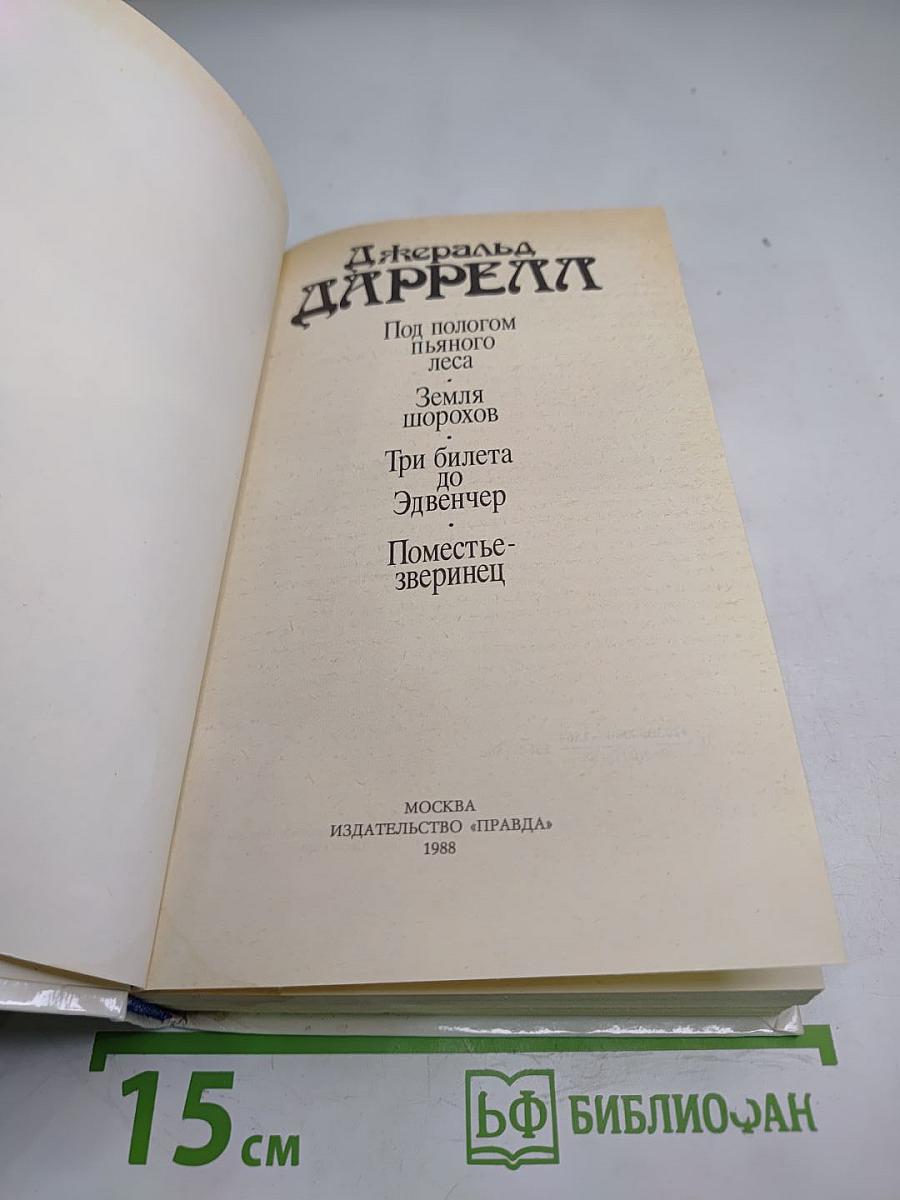 Джеральд
ДАРРЕЛЛ
Под пологом
пьяного
леса
·
Земля
шорохов
·
Три билета
до
Эдвенчер
·
Поместье-
зверинец
МОСКВА
ИЗДАТЕЛЬСТВО «ПРАВДА»
1988
15 см
БФ БИБЛИОФАН